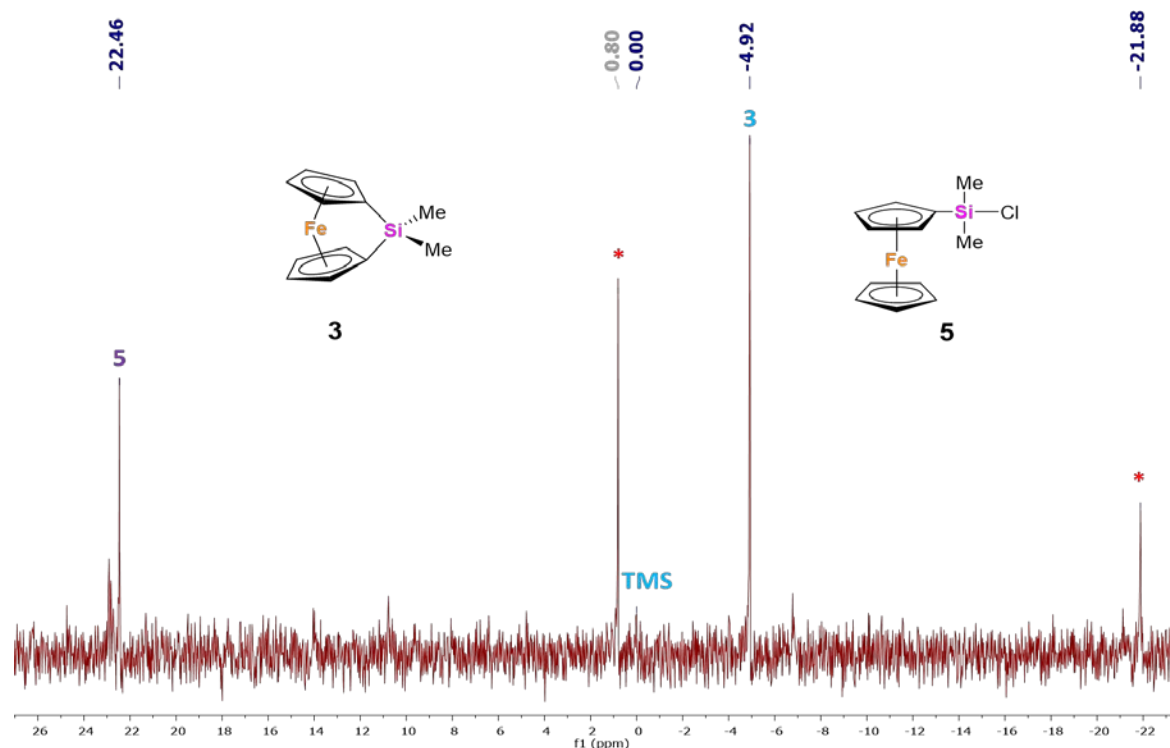 22.46
0.80
0.00
-4.92
-21.88
3
Me
Si
Cl
Me
Fe
5
Fe
Si
Me
Me
3
*
5
*
TMS
26 24 22 20 18 16 14 12 10 8 6 4 2 0 -2 -4 -6 -8 -10 -12 -14 -16 -18 -20 -22
f1 (ppm)